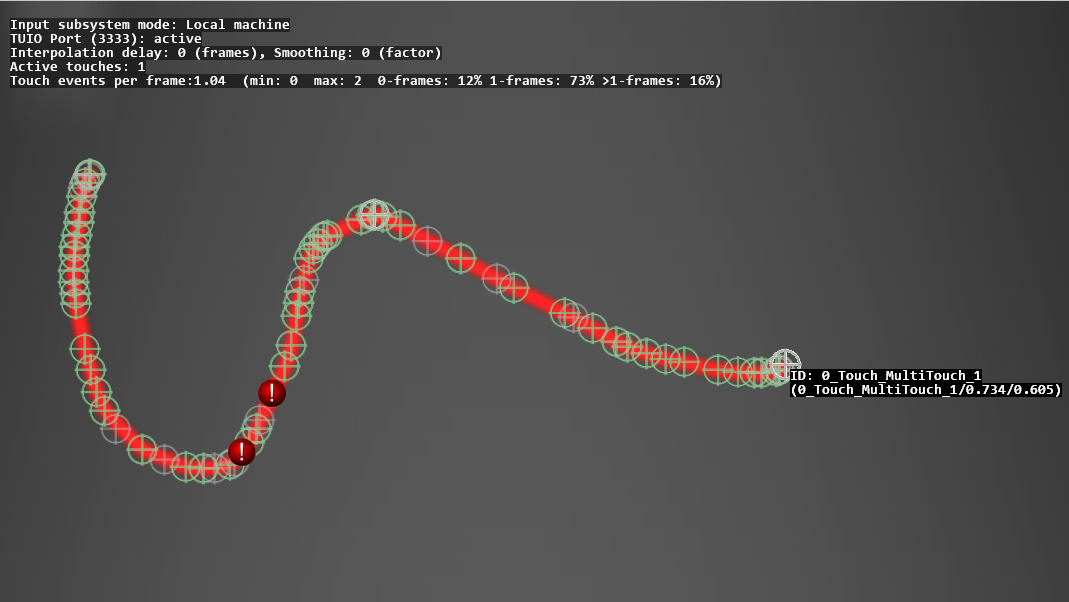 Input subsystem mode: Local machine
TUIO Port (3333): active
Interpolation delay: 0 (frames), Smoothing: 0 (factor)
Active touches: 1
Touch events per frame:1.04  (min: 0  max: 2  0-frames: 12% 1-frames: 73% >1-frames: 16%)
!
!
ID: 0_Touch_MultiTouch_1
(0_Touch_MultiTouch_1/0.734/0.605)